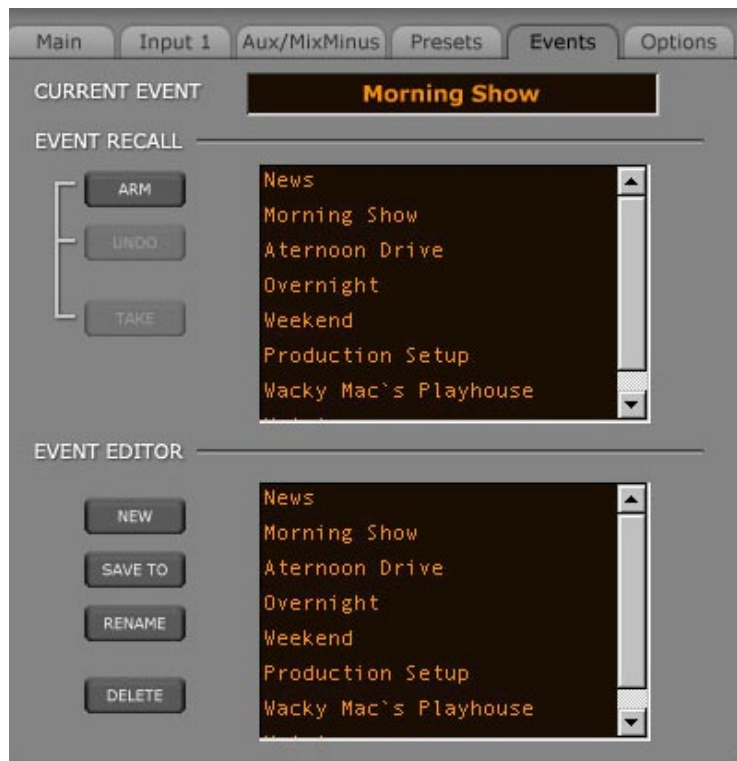 Main Input 1 Aux/MixMinus Presets Events Options
CURRENT EVENT Morning Show
EVENT RECALL
ARM
UNDO
TAKE
News
Morning Show
Aternoon Drive
Overnight
Weekend
Production Setup
Wacky Mac`s Playhouse
EVENT EDITOR
NEW
SAVE TO
RENAME
DELETE
News
Morning Show
Aternoon Drive
Overnight
Weekend
Production Setup
Wacky Mac`s Playhouse